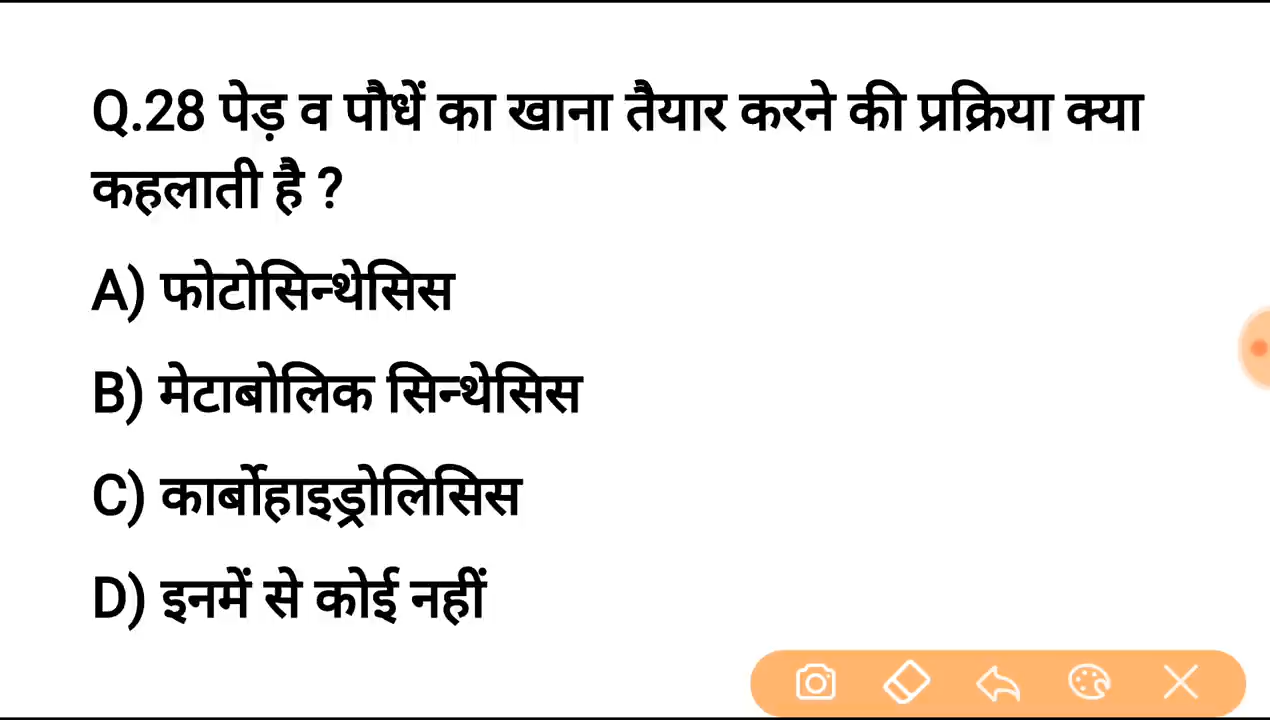 Q.28 पेड़ व पौधें का खाना तैयार करने की प्रक्रिया क्या
कहलाती है ?
A) फोटोसिन्थेसिस
B) मेटाबोलिक सिन्थेसिस
C) कार्बोहाइड्रोलिसिस
D) इनमें से कोई नहीं